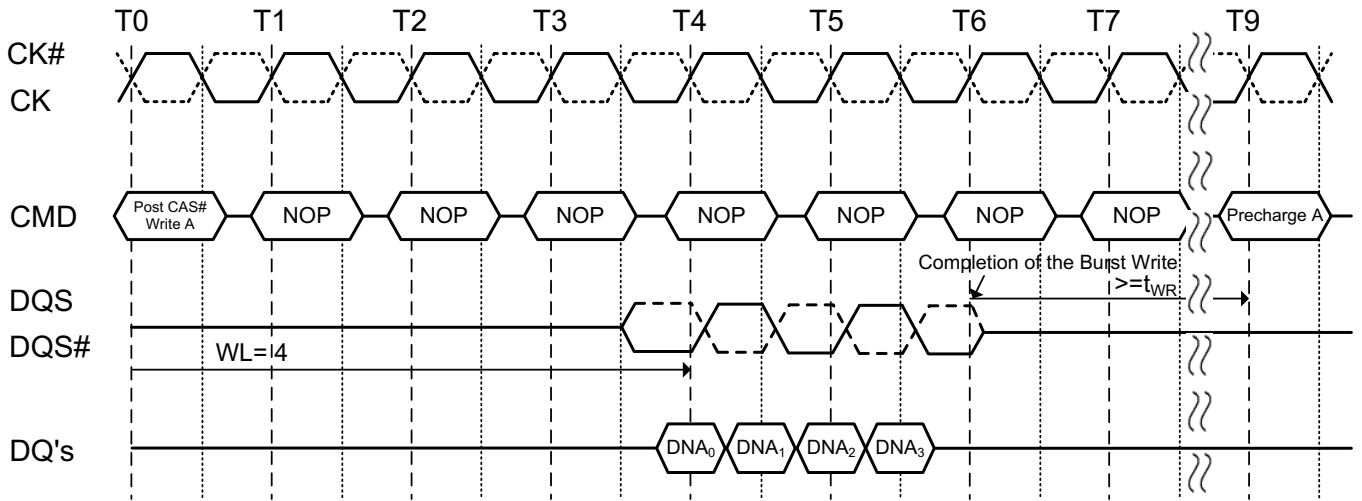 T0 T1 T2 T3 T4 T5 T6 T7 T9
CK#
CK
CMD
Post CAS#
Write A
NOP NOP NOP NOP NOP NOP NOP Precharge A
Completion of the Burst Write
>=tWR
DQS
DQS#
WL= 4
DQ's
DNA0 DNA1 DNA2 DNA3